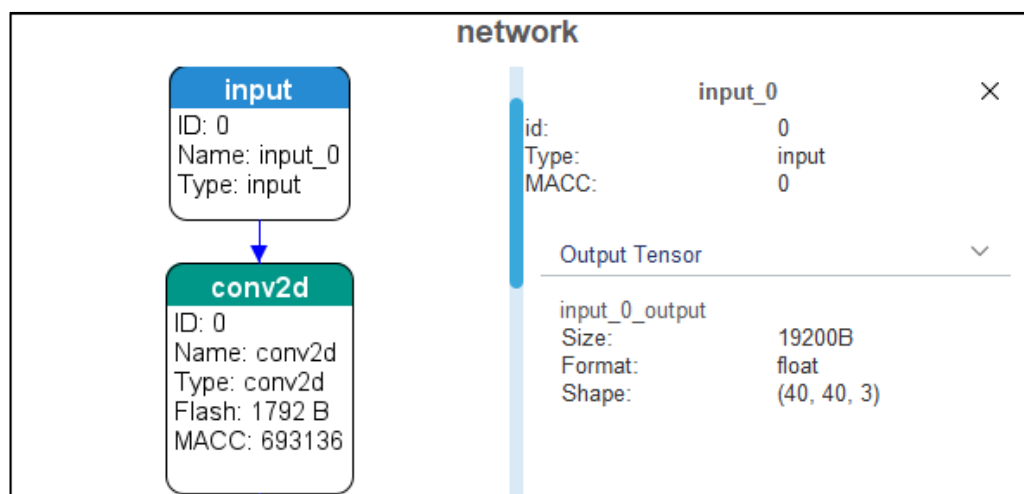 network
input
ID: 0
Name: input_0
Type: input
conv2d
ID: 0
Name: conv2d
Type: conv2d
Flash: 1792 B
MACC: 693136
input_0
id: 0
Type: input
MACC: 0
Output Tensor
input_0_output
Size: 19200B
Format: float
Shape: (40, 40, 3)